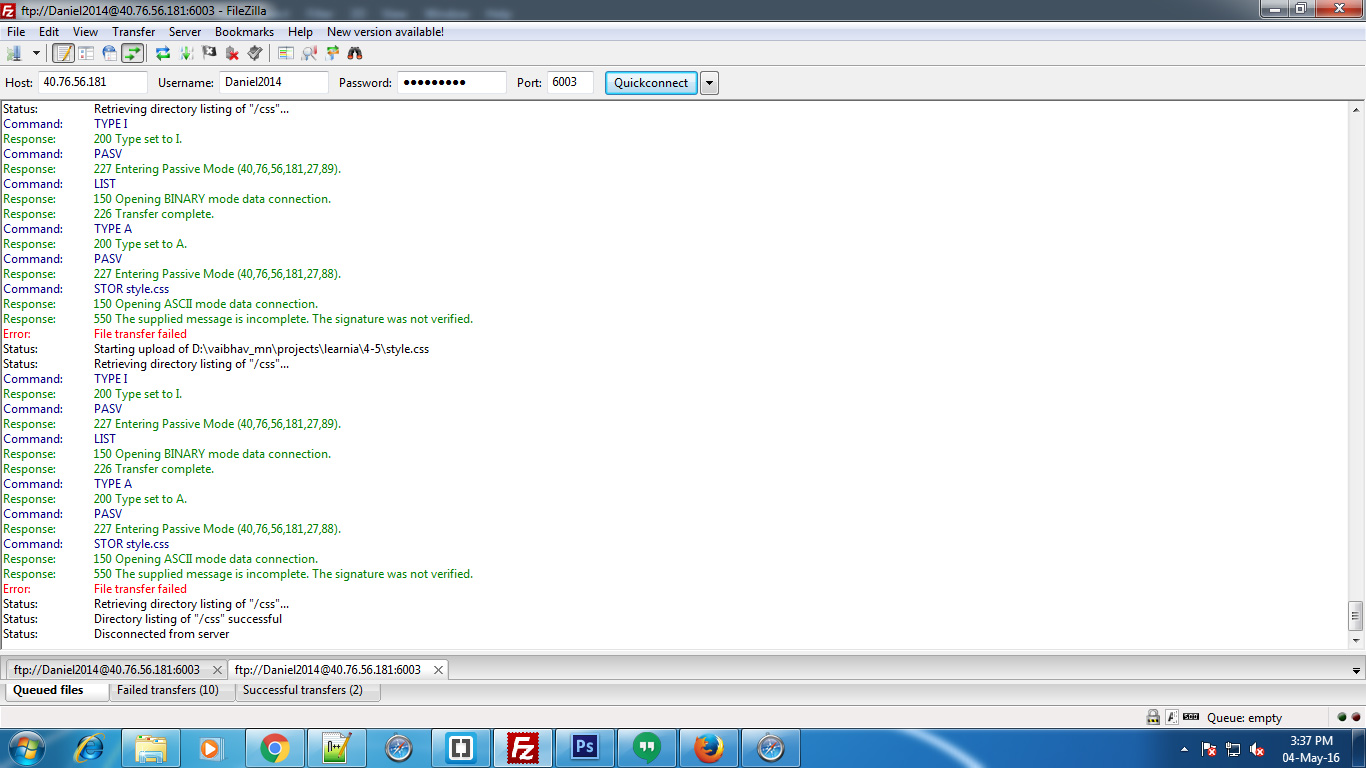 ftp://Daniel2014@40.76.56.181:6003 - FileZilla
File Edit View Transfer Server Bookmarks Help New version available!
Host: 40.76.56.181 Username: Daniel2014 Password: ●●●●●●●●● Port: 6003 Quickconnect
Status: Retrieving directory listing of "/css"...
Command: TYPE I
Response: 200 Type set to I.
Command: PASV
Response: 227 Entering Passive Mode (40,76,56,181,27,89).
Command: LIST
Response: 150 Opening BINARY mode data connection.
Response: 226 Transfer complete.
Command: TYPE A
Response: 200 Type set to A.
Command: PASV
Response: 227 Entering Passive Mode (40,76,56,181,27,88).
Command: STOR style.css
Response: 150 Opening ASCII mode data connection.
Response: 550 The supplied message is incomplete. The signature was not verified.
Error: File transfer failed
Status: Starting upload of D:\vaibhav_mn\projects\learnia\4-5\style.css
Status: Retrieving directory listing of "/css"...
Command: TYPE I
Response: 200 Type set to I.
Command: PASV
Response: 227 Entering Passive Mode (40,76,56,181,27,89).
Command: LIST
Response: 150 Opening BINARY mode data connection.
Response: 226 Transfer complete.
Command: TYPE A
Response: 200 Type set to A.
Command: PASV
Response: 227 Entering Passive Mode (40,76,56,181,27,88).
Command: STOR style.css
Response: 150 Opening ASCII mode data connection.
Response: 550 The supplied message is incomplete. The signature was not verified.
Error: File transfer failed
Status: Retrieving directory listing of "/css"...
Status: Directory listing of "/css" successful
Status: Disconnected from server
ftp://Daniel2014@40.76.56.181:6003 ftp://Daniel2014@40.76.56.181:6003
Queued files Failed transfers (10) Successful transfers (2)
Queue: empty
Ps
3:37 PM
04-May-16